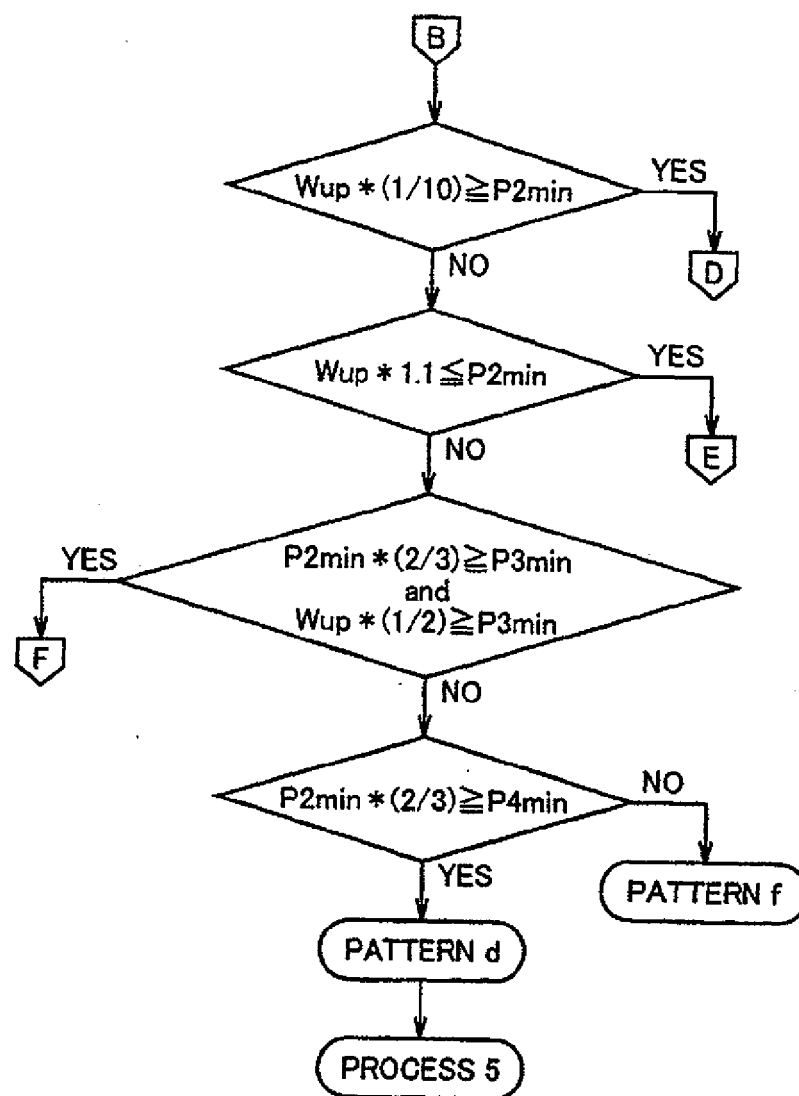 B
Wup * (1/10) ≧ P2min
YES
D
NO
Wup * 1.1 ≦ P2min
YES
E
NO
YES
P2min * (2/3) ≧ P3min
and
Wup * (1/2) ≧ P3min
F
NO
P2min * (2/3) ≧ P4min
NO
YES
PATTERN f
PATTERN d
PROCESS 5